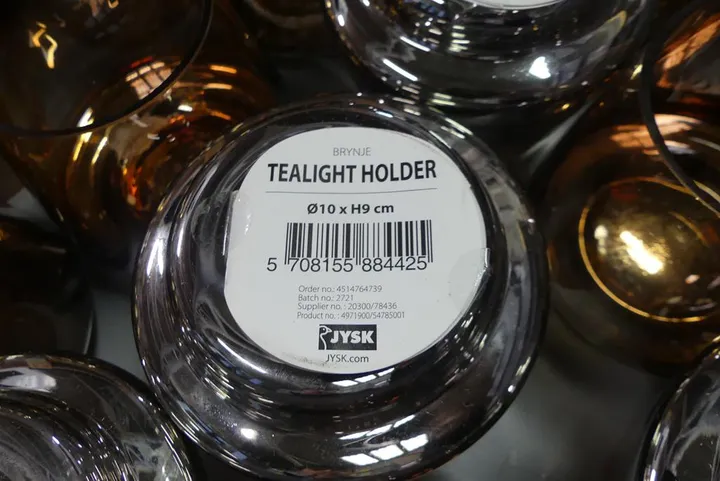 BRYNJE
TEALIGHT HOLDER
Ø10 x H9 cm
5 708155 884425
Order no.: 4514764739
Batch no.: 2721
Supplier no. : 20300/78436
Product no. : 4971900/54785001
JYSK
JYSK.com